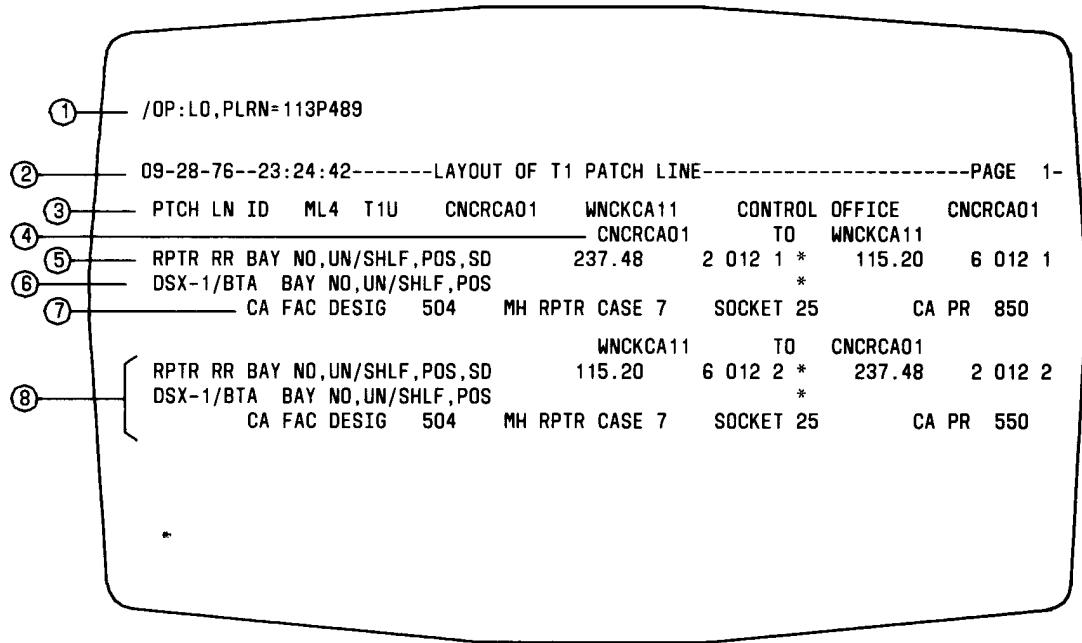 ① /OP:LO,PLRN=113P489
② 09-28-76--23:24:42-------LAYOUT OF T1 PATCH LINE-----------------------PAGE 1-
③ PTCH LN ID ML4 T1U CNCRCA01 WNCKCA11 CONTROL OFFICE CNCRCA01
④ CNCRCA01 TO WNCKCA11
⑤ RPTR RR BAY NO,UN/SHLF,POS,SD 237.48 2 012 1 * 115.20 6 012 1
⑥ DSX-1/BTA BAY NO,UN/SHLF,POS *
⑦ CA FAC DESIG 504 MH RPTR CASE 7 SOCKET 25 CA PR 850
WNCKCA11 TO CNCRCA01
⑧ RPTR RR BAY NO,UN/SHLF,POS,SD 115.20 6 012 2 * 237.48 2 012 2
DSX-1/BTA BAY NO,UN/SHLF,POS *
CA FAC DESIG 504 MH RPTR CASE 7 SOCKET 25 CA PR 550
*